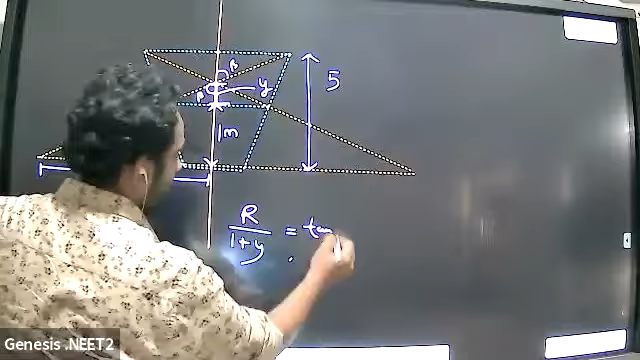 β
5
β
y
1m
R
1+y
= tan
Genesis .NEET2